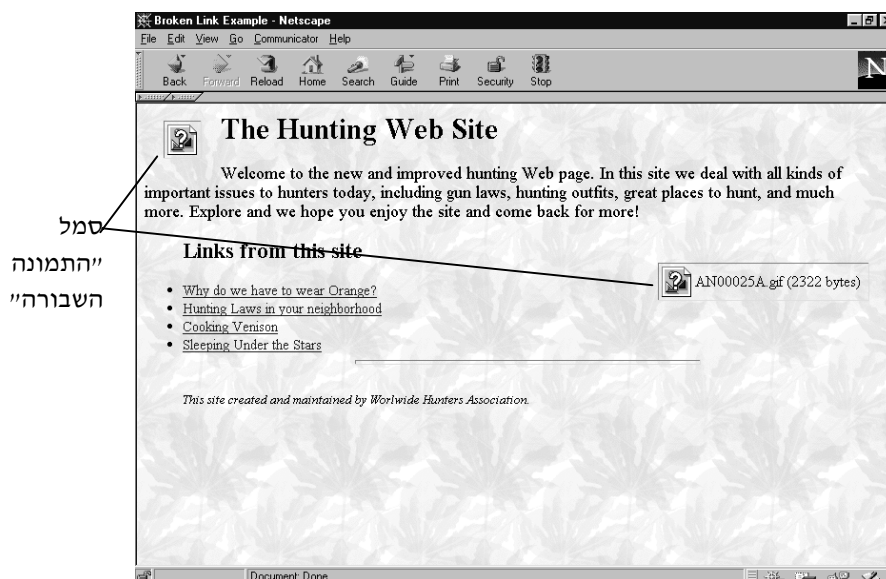 Broken Link Example - Netscape
File Edit View Go Communicator Help
Back Forward Reload Home Search Guide Print Security Stop
N
The Hunting Web Site
Welcome to the new and improved hunting Web page. In this site we deal with all kinds of
important issues to hunters today, including gun laws, hunting outfits, great places to hunt, and much
more. Explore and we hope you enjoy the site and come back for more!
סמל
״התמונה
השבורה״
Links from this site
AN00025A.gif (2322 bytes)
Why do we have to wear Orange?
Hunting Laws in your neighborhood
Cooking Venison
Sleeping Under the Stars
This site created and maintained by Worlwide Hunters Association.
Document: Done